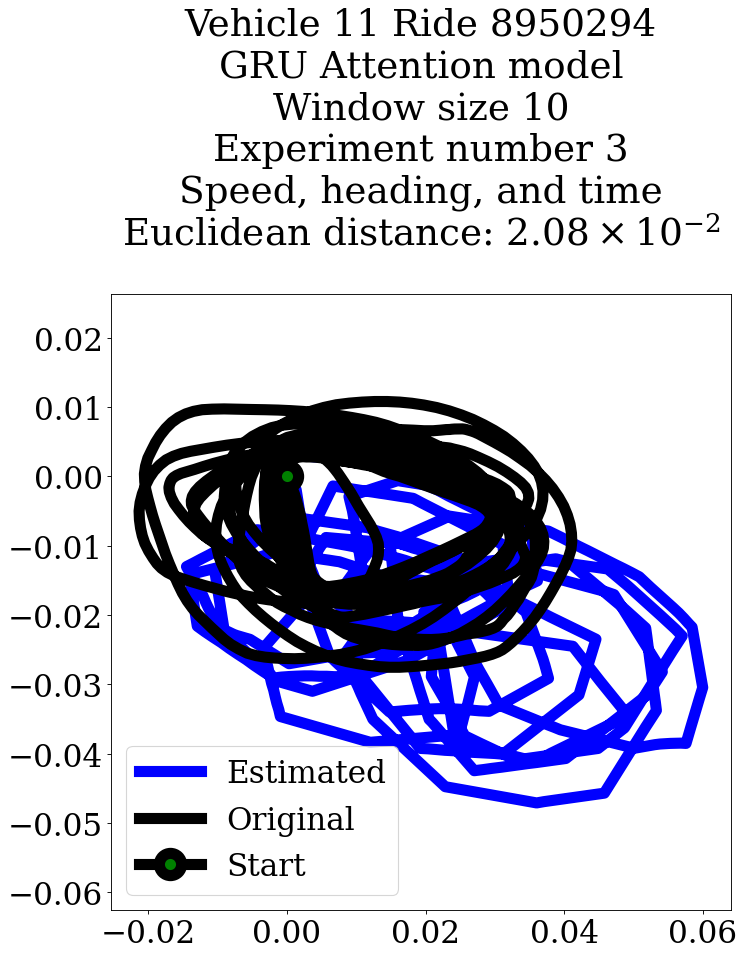 Vehicle 11 Ride 8950294
GRU Attention model
Window size 10
Experiment number 3
Speed, heading, and time
Euclidean distance: 2.08 × 10⁻²
0.02
0.01
0.00
−0.01
−0.02
−0.03
−0.04
−0.05
−0.06
Estimated
Original
Start
−0.02 0.00 0.02 0.04 0.06